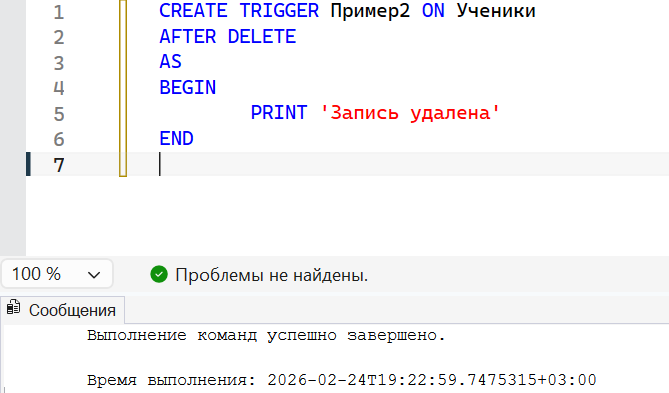 1 CREATE TRIGGER Пример2 ON Ученики
2 AFTER DELETE
3 AS
4 BEGIN
5 PRINT 'Запись удалена'
6 END
7
100 % Проблемы не найдены.
Сообщения
Выполнение команд успешно завершено.
Время выполнения: 2026-02-24T19:22:59.7475315+03:00